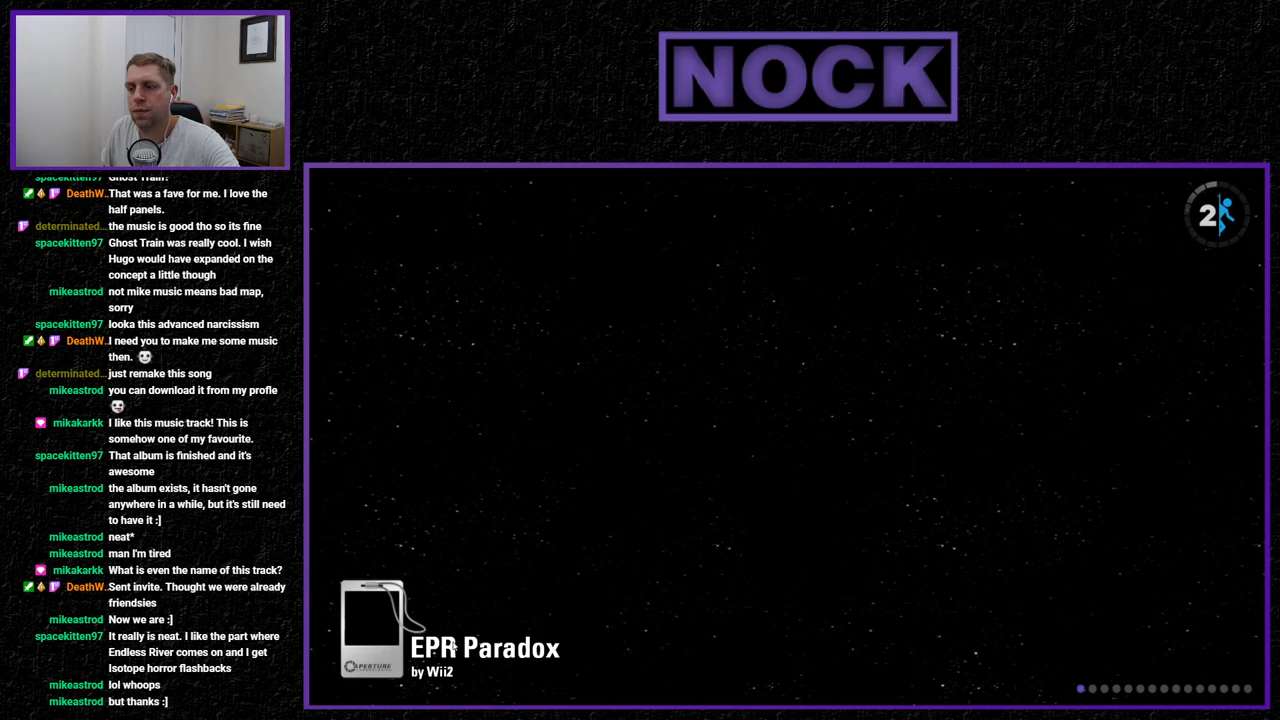 NOCK
spacekitten97 Ghost Train?
DeathW.. That was a fave for me. I love the
half panels.
determinated... the music is good tho so its fine
spacekitten97 Ghost Train was really cool. I wish
Hugo would have expanded on the
concept a little though
mikeastrod not mike music means bad map,
sorry
spacekitten97 looka this advanced narcissism
DeathW.. I need you to make me some music
then.
determinated... just remake this song
mikeastrod you can download it from my profle
mikakarkk I like this music track! This is
somehow one of my favourite.
spacekitten97 That album is finished and it's
awesome
mikeastrod the album exists, it hasn't gone
anywhere in a while, but it's still need
to have it :]
mikeastrod neat*
mikeastrod man I'm tired
mikakarkk What is even the name of this track?
DeathW.. Sent invite. Thought we were already
friendsies
mikeastrod Now we are :]
spacekitten97 It really is neat. I like the part where
Endless River comes on and I get
Isotope horror flashbacks
mikeastrod lol whoops
mikeastrod but thanks :]
2
APERTURE
EPR Paradox
by Wii2